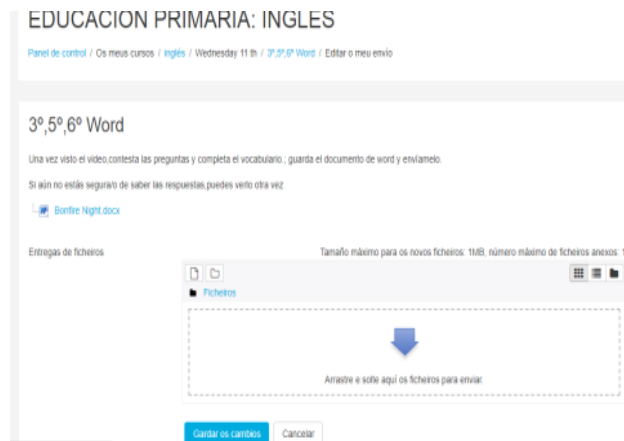 EDUCACIÓN PRIMARIA: INGLÉS
Panel de control / Os meus cursos / inglés / Wednesday 11 th / 3º,5º,6º Word / Editar o meu envío
3º,5º,6º Word
Una vez visto el video,contesta las preguntas y completa el vocabulario.; guarda el documento de word y envíamelo.
Si aún no estás segura/o de saber las respuestas,puedes verlo otra vez
Bonfire Night.docx
Entregas de ficheiros
Tamaño máximo para os novos ficheiros: 1MB, número máximo de ficheiros anexos: 1
Ficheiros
Arrastre e solte aquí os ficheiros para enviar.
Gardar os cambios Cancelar